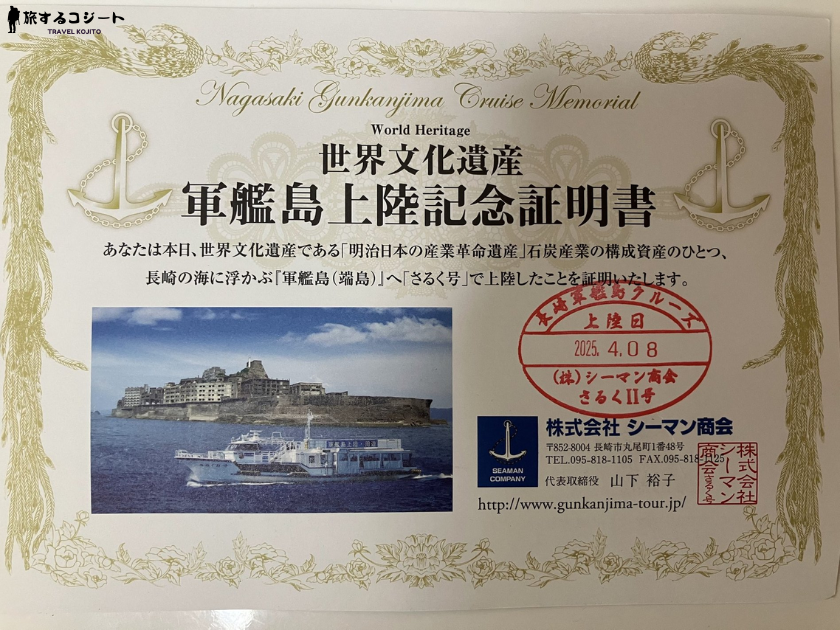 旅するコジート
TRAVEL KOJITO
Nagasaki Gunkanjima Cruise Memorial
World Heritage
世界文化遺産
軍艦島上陸記念証明書
あなたは本日、世界文化遺産である「明治日本の産業革命遺産」石炭産業の構成資産のひとつ、
長崎の海に浮かぶ『軍艦島(端島)』へ「さるく号」で上陸したことを証明いたします。
長崎軍艦島クルーズ
上陸日
2025. 4. 08
(株)シーマン商会
さるくⅡ号
SEAMAN
COMPANY
株式会社 シーマン商会
〒852-8004 長崎市丸尾町1番48号
TEL.095-818-1105 FAX.095-818-1125
代表取締役 山下 裕子
http://www.gunkanjima-tour.jp/
株式会社
シーマン
商会さるく号